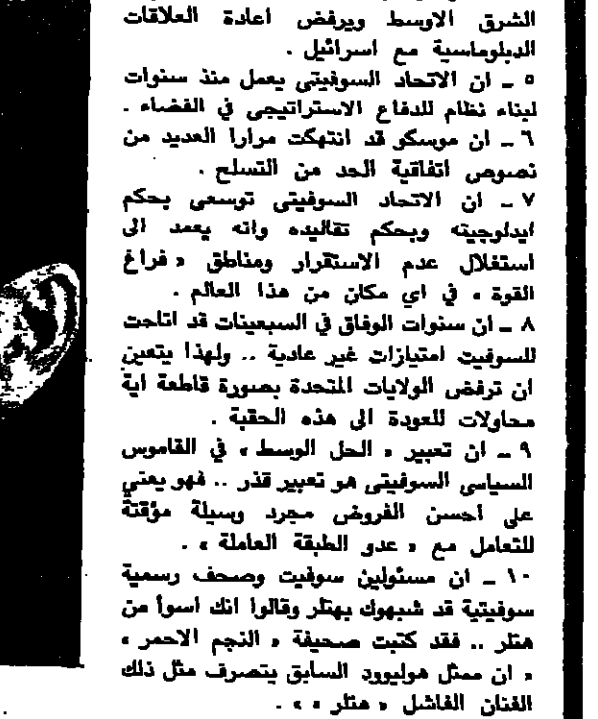 الشرق الاوسط ويرفض اعادة العلاقات
الدبلوماسية مع اسرائيل .
٥ ـ ان الاتحاد السوفيتى يعمل منذ سنوات
لبناء نظام للدفاع الاستراتيجى في الفضاء .
٦ ـ ان موسكو قد انتهكت مرارا العديد من
نصوص اتفاقية الحد من التسلح .
٧ ـ ان الاتحاد السوفيتى توسعى بحكم
ايدلوجيته وبحكم تقاليده وانه يعمد الى
استغلال عدم الاستقرار ومناطق « فراغ
القوة » في اي مكان من هذا العالم .
٨ ـ ان سنوات الوفاق في السبعينات قد اتاحت
للسوفيت امتيازات غير عادية .. ولهذا يتعين
ان ترفض الولايات المتحدة بصورة قاطعة اية
محاولات للعودة الى هذه الحقبة .
٩ ـ ان تعبير « الحل الوسط » في القاموس
السياسى السوفيتى هو تعبير قذر .. فهو يعني
على احسن الفروض مجرد وسيلة مؤقتة
للتعامل مع « عدو الطبقة العاملة » .
١٠ ـ ان مسئولين سوفيت وصحف رسمية
سوفيتية قد شبهوك بهتلر وقالوا انك اسوأ من
هتلر .. فقد كتبت صحيفة « النجم الاحمر »
« ان ممثل هوليوود السابق يتصرف مثل ذلك
الفنان الفاشل « هتلر » » .